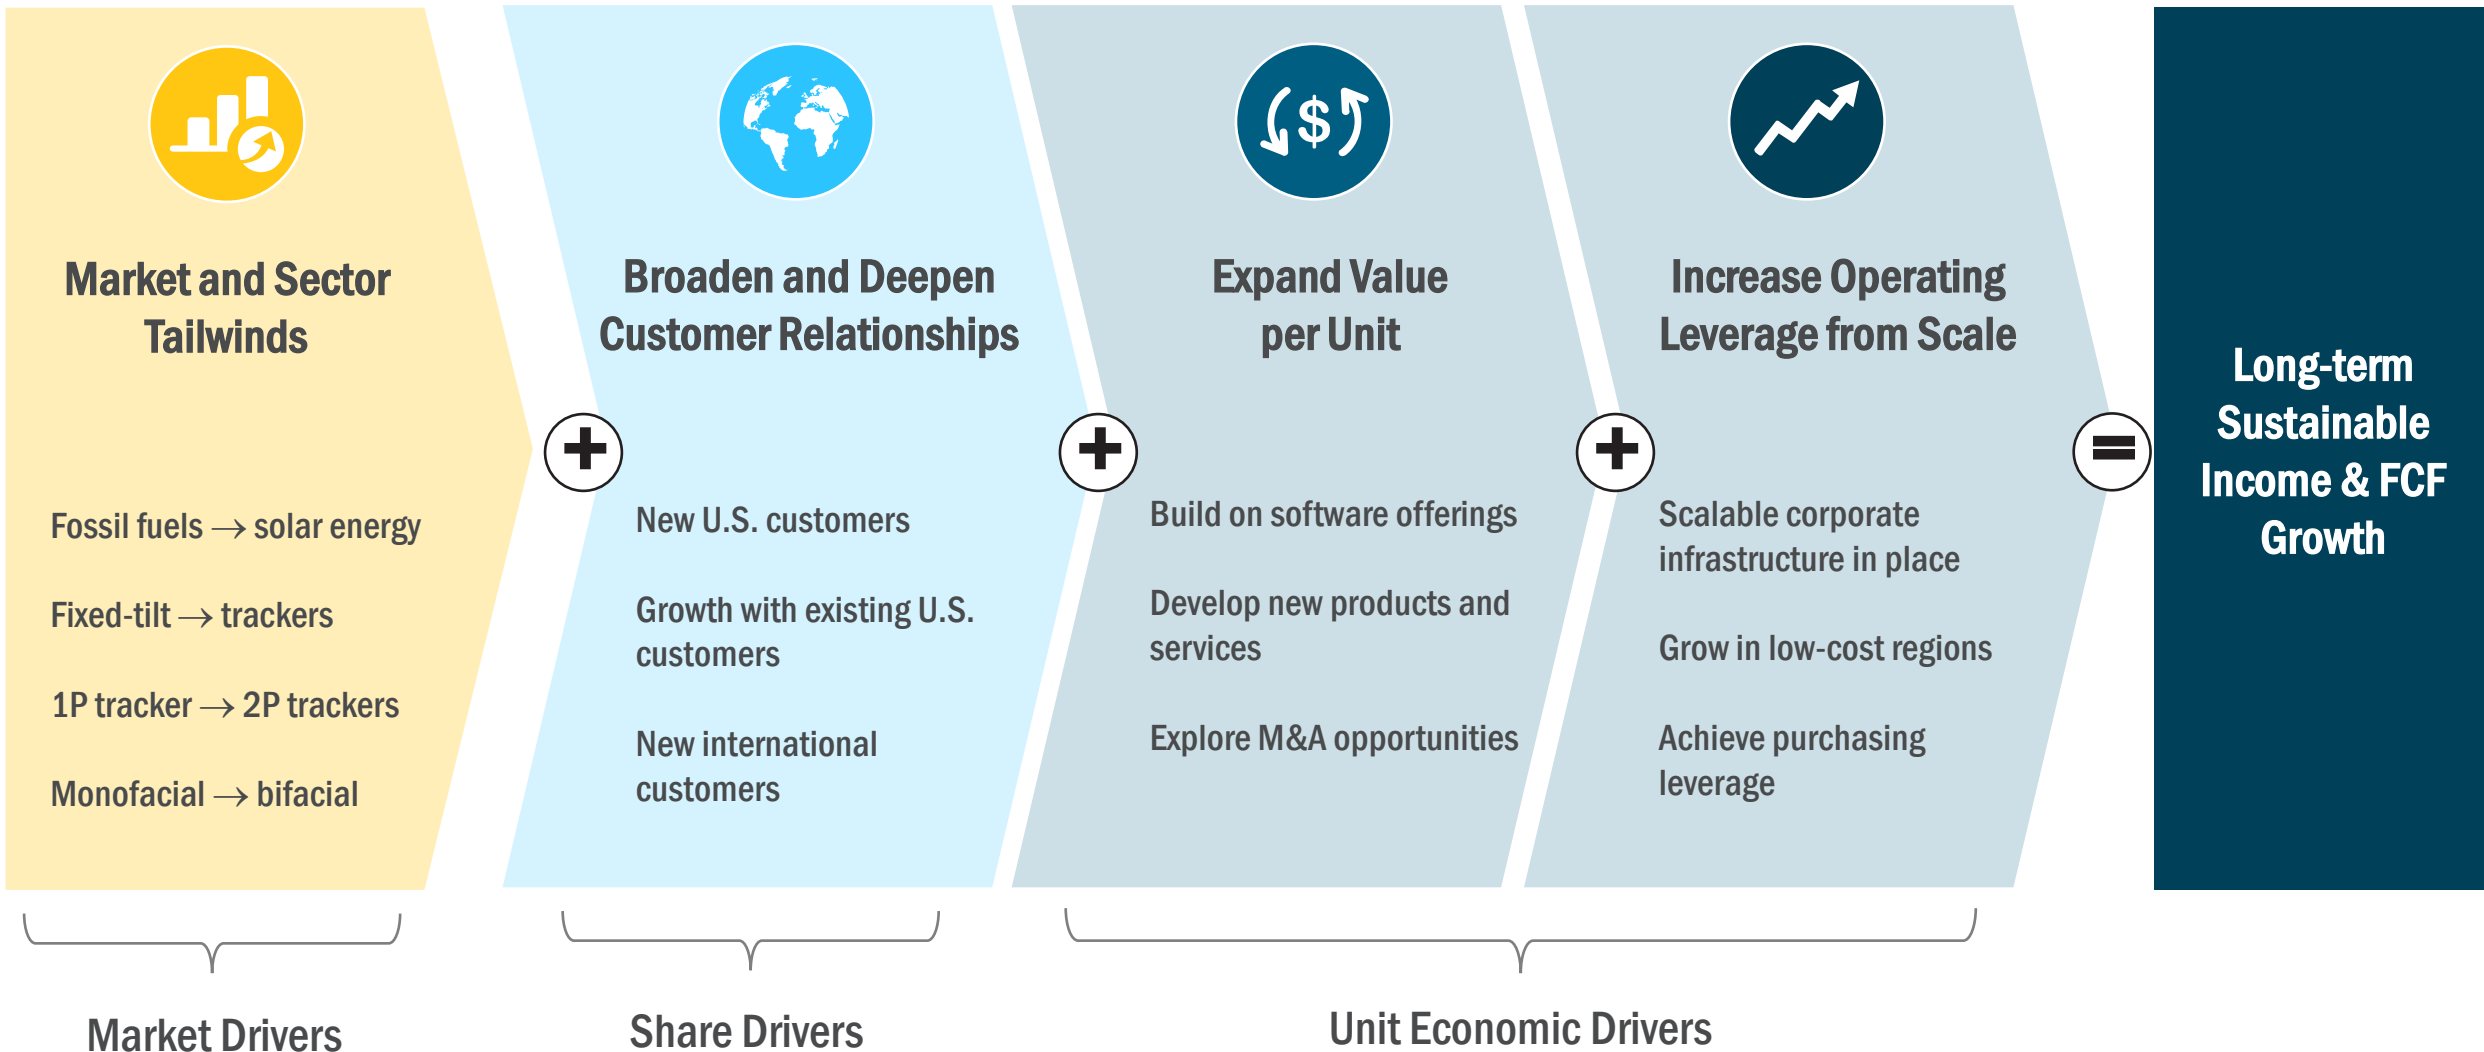 Market and Sector
Tailwinds
Fossil fuels → solar energy
Fixed-tilt → trackers
1P tracker → 2P trackers
Monofacial → bifacial
Market Drivers
+
Broaden and Deepen
Customer Relationships
New U.S. customers
Growth with existing U.S.
customers
New international
customers
Share Drivers
+
$
Expand Value
per Unit
Build on software offerings
Develop new products and
services
Explore M&A opportunities
+
Increase Operating
Leverage from Scale
Scalable corporate
infrastructure in place
Grow in low-cost regions
Achieve purchasing
leverage
Unit Economic Drivers
=
Long-term
Sustainable
Income & FCF
Growth